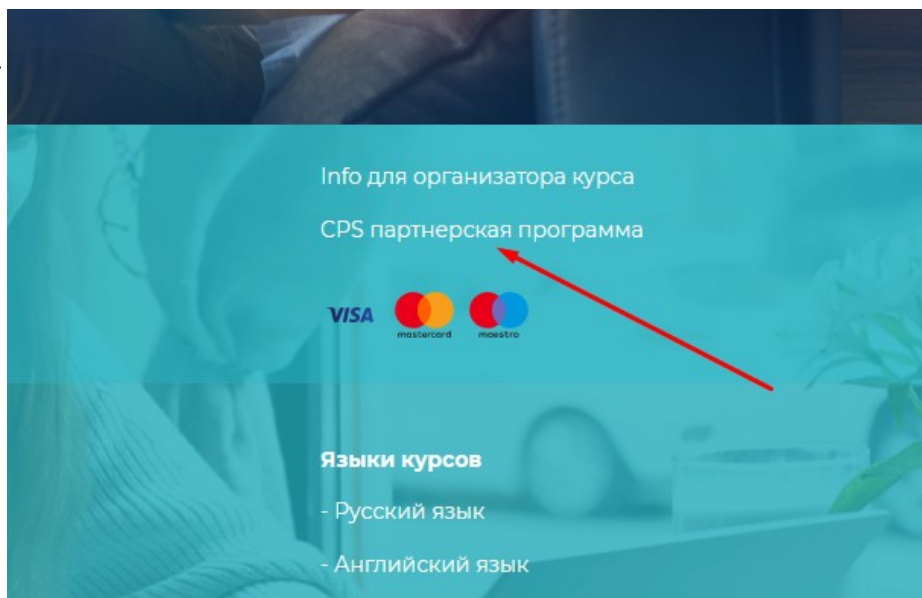 Info для организатора курса
CPS партнерская программа
VISA
mastercard
maestro
Языки курсов
- Русский язык
- Английский язык